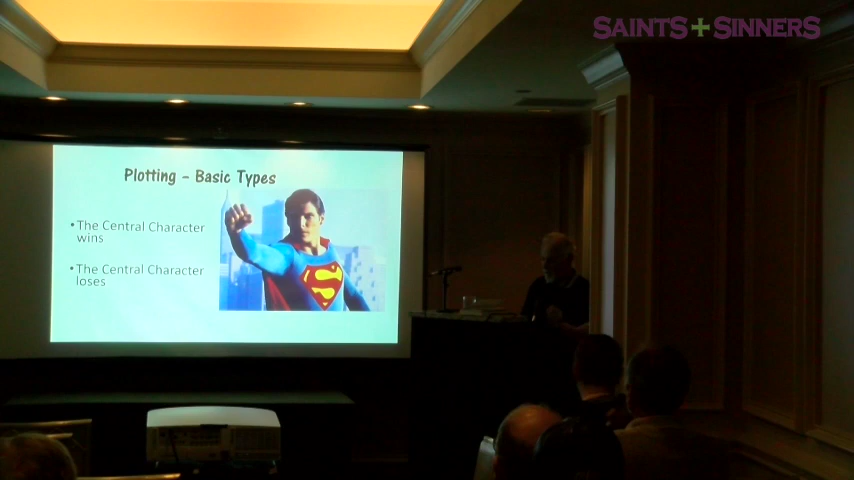 SAINTS+SINNERS
Plotting - Basic Types
•The Central Character
wins
•The Central Character
loses
S